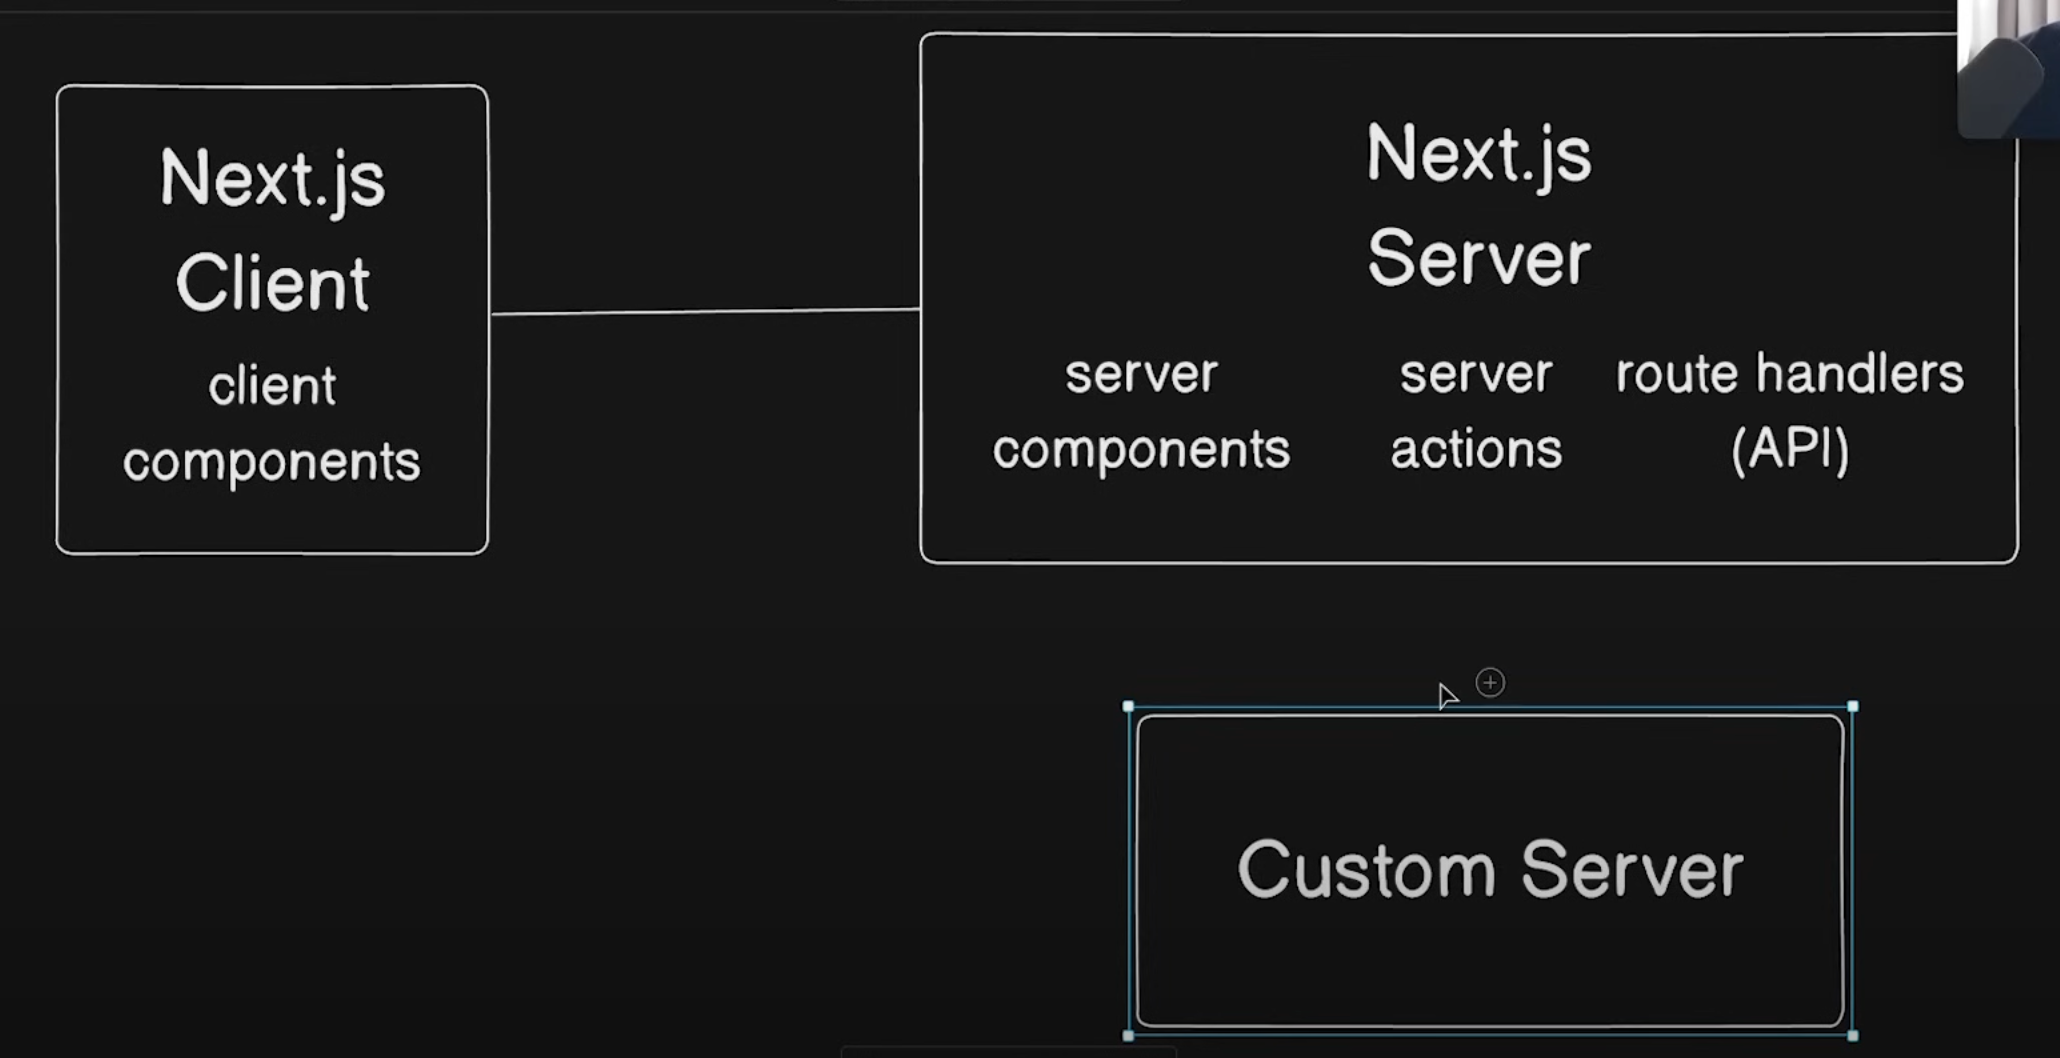 Next.js
Client
client
components
Next.js
Server
server
components
server
actions
route handlers
(API)
Custom Server